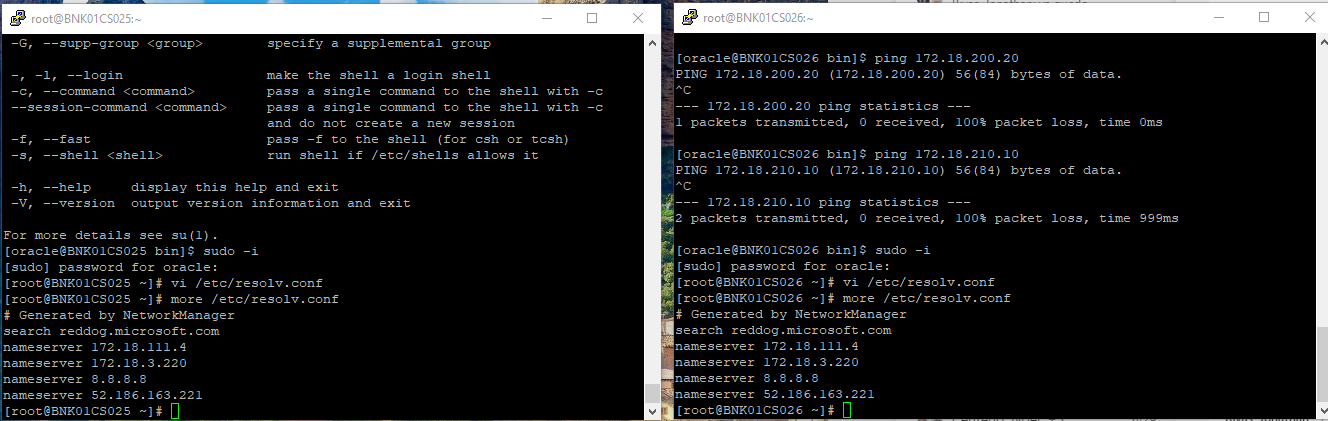 root@BNK01CS025:~
-G, --supp-group <group>        specify a supplemental group
-, -l, --login                  make the shell a login shell
-c, --command <command>         pass a single command to the shell with -c
--session-command <command>     pass a single command to the shell with -c
                                and do not create a new session
-f, --fast                      pass -f to the shell (for csh or tcsh)
-s, --shell <shell>             run shell if /etc/shells allows it
-h, --help     display this help and exit
-V, --version  output version information and exit
For more details see su(1).
[oracle@BNK01CS025 bin]$ sudo -i
[sudo] password for oracle:
[root@BNK01CS025 ~]# vi /etc/resolv.conf
[root@BNK01CS025 ~]# more /etc/resolv.conf
# Generated by NetworkManager
search reddog.microsoft.com
nameserver 172.18.111.4
nameserver 172.18.3.220
nameserver 8.8.8.8
nameserver 52.186.163.221
[root@BNK01CS025 ~]#
root@BNK01CS026:~
[oracle@BNK01CS026 bin]$ ping 172.18.200.20
PING 172.18.200.20 (172.18.200.20) 56(84) bytes of data.
^C
--- 172.18.200.20 ping statistics ---
1 packets transmitted, 0 received, 100% packet loss, time 0ms
[oracle@BNK01CS026 bin]$ ping 172.18.210.10
PING 172.18.210.10 (172.18.210.10) 56(84) bytes of data.
^C
--- 172.18.210.10 ping statistics ---
2 packets transmitted, 0 received, 100% packet loss, time 999ms
[oracle@BNK01CS026 bin]$ sudo -i
[sudo] password for oracle:
[root@BNK01CS026 ~]# vi /etc/resolv.conf
[root@BNK01CS026 ~]# more /etc/resolv.conf
# Generated by NetworkManager
search reddog.microsoft.com
nameserver 172.18.111.4
nameserver 172.18.3.220
nameserver 8.8.8.8
nameserver 52.186.163.221
[root@BNK01CS026 ~]#